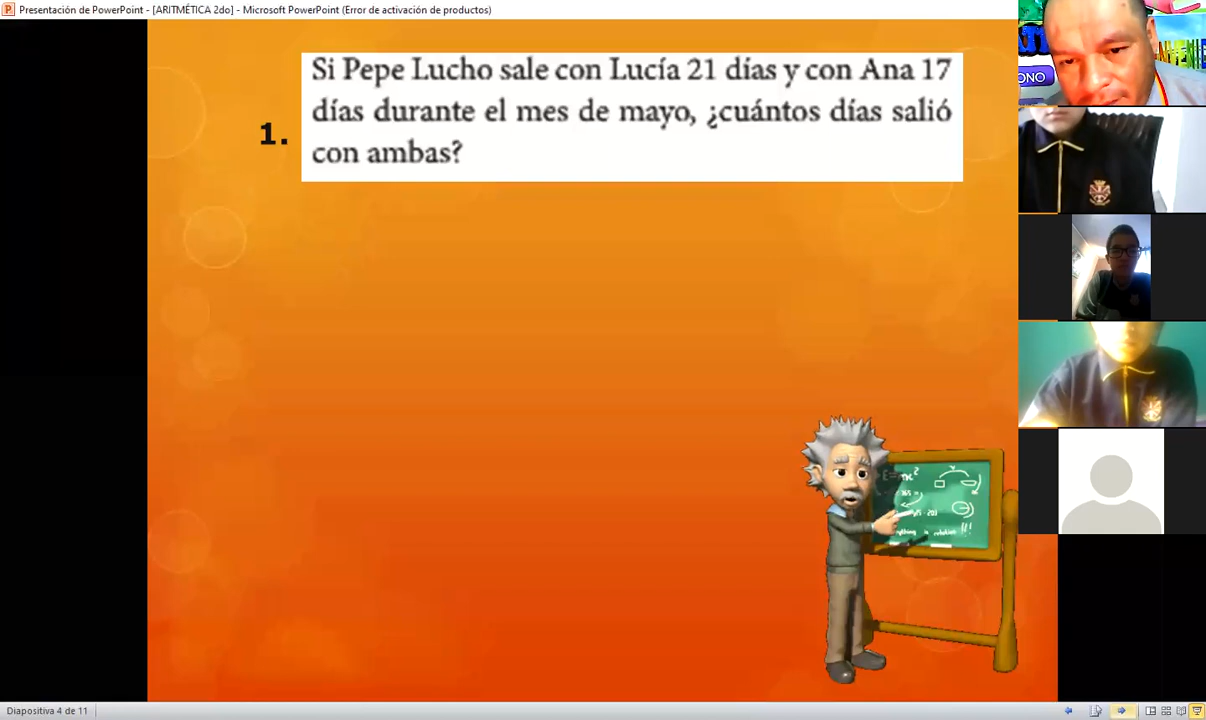 Presentación de PowerPoint - [ARITMÉTICA 2do] - Microsoft PowerPoint (Error de activación de productos)
1.
Si Pepe Lucho sale con Lucía 21 días y con Ana 17
días durante el mes de mayo, ¿cuántos días salió
con ambas?
ONO
Diapositiva 4 de 11